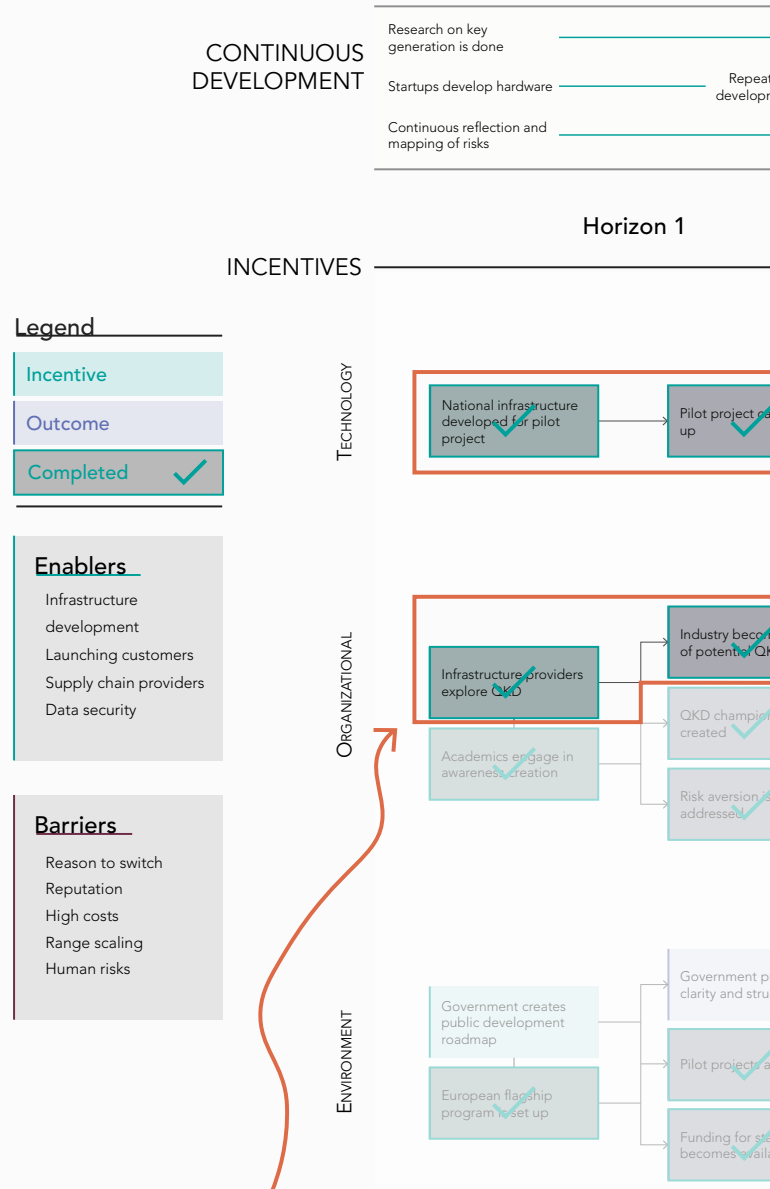 CONTINUOUS
DEVELOPMENT
Research on key
generation is done
Startups develop hardware
Continuous reflection and
mapping of risks
Horizon 1
INCENTIVES
Legend
Incentive
Outcome
Completed
Enablers
Infrastructure
development
Launching customers
Supply chain providers
Data security
Barriers
Reason to switch
Reputation
High costs
Range scaling
Human risks
TECHNOLOGY
National infrastructure
developed for pilot
project
Pilot project
up
ORGANIZATIONAL
Infrastructure providers
explore QKD
Academics engage in
awareness creation
Industry
of potential
QKD
created
Risk aversion is
addressed
ENVIRONMENT
Government creates
public development
roadmap
European flagship
program is set up
Government
clarity and
Pilot projects
Funding for
becomes